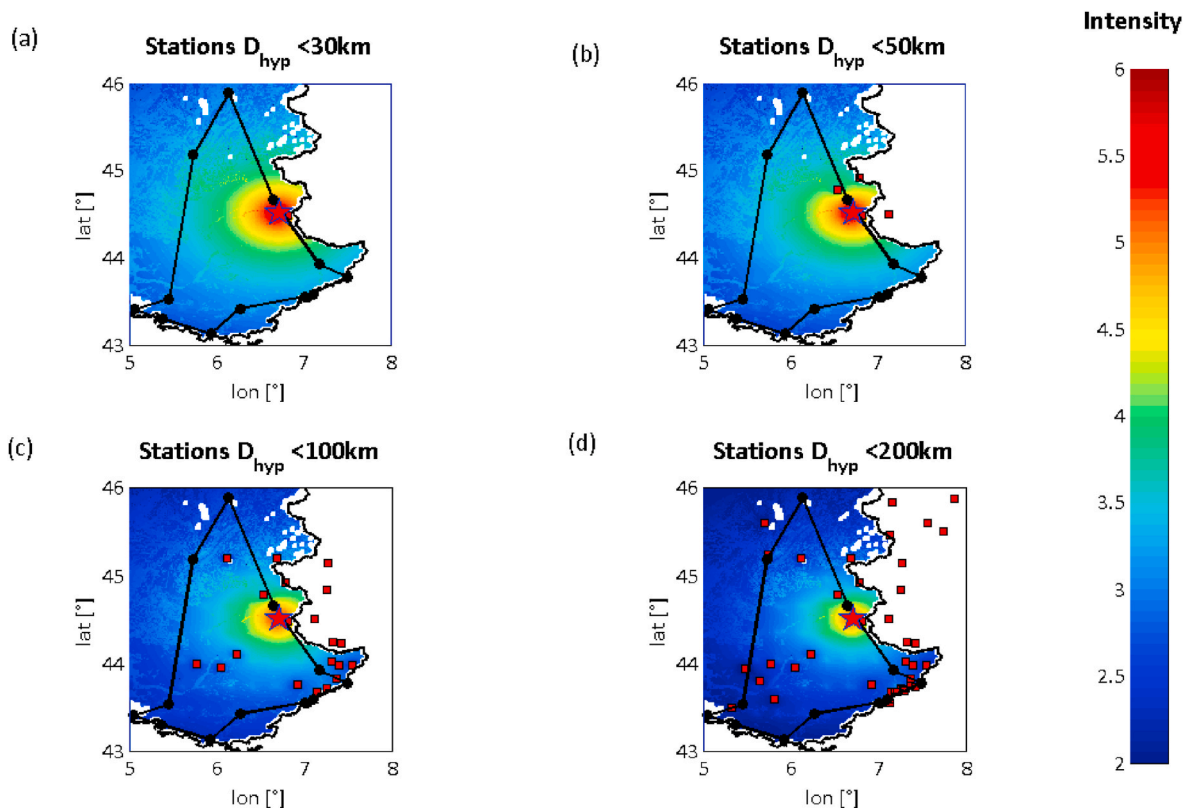 Intensity
(a)
Stations D_hyp <30km
46
45
44
43
lat [°]
5 6 7 8
lon [°]
(b)
Stations D_hyp <50km
46
45
44
43
lat [°]
5 6 7 8
lon [°]
(c)
Stations D_hyp <100km
46
45
44
43
lat [°]
5 6 7 8
lon [°]
(d)
Stations D_hyp <200km
46
45
44
43
lat [°]
5 6 7 8
lon [°]
6
5.5
5
4.5
4
3.5
3
2.5
2